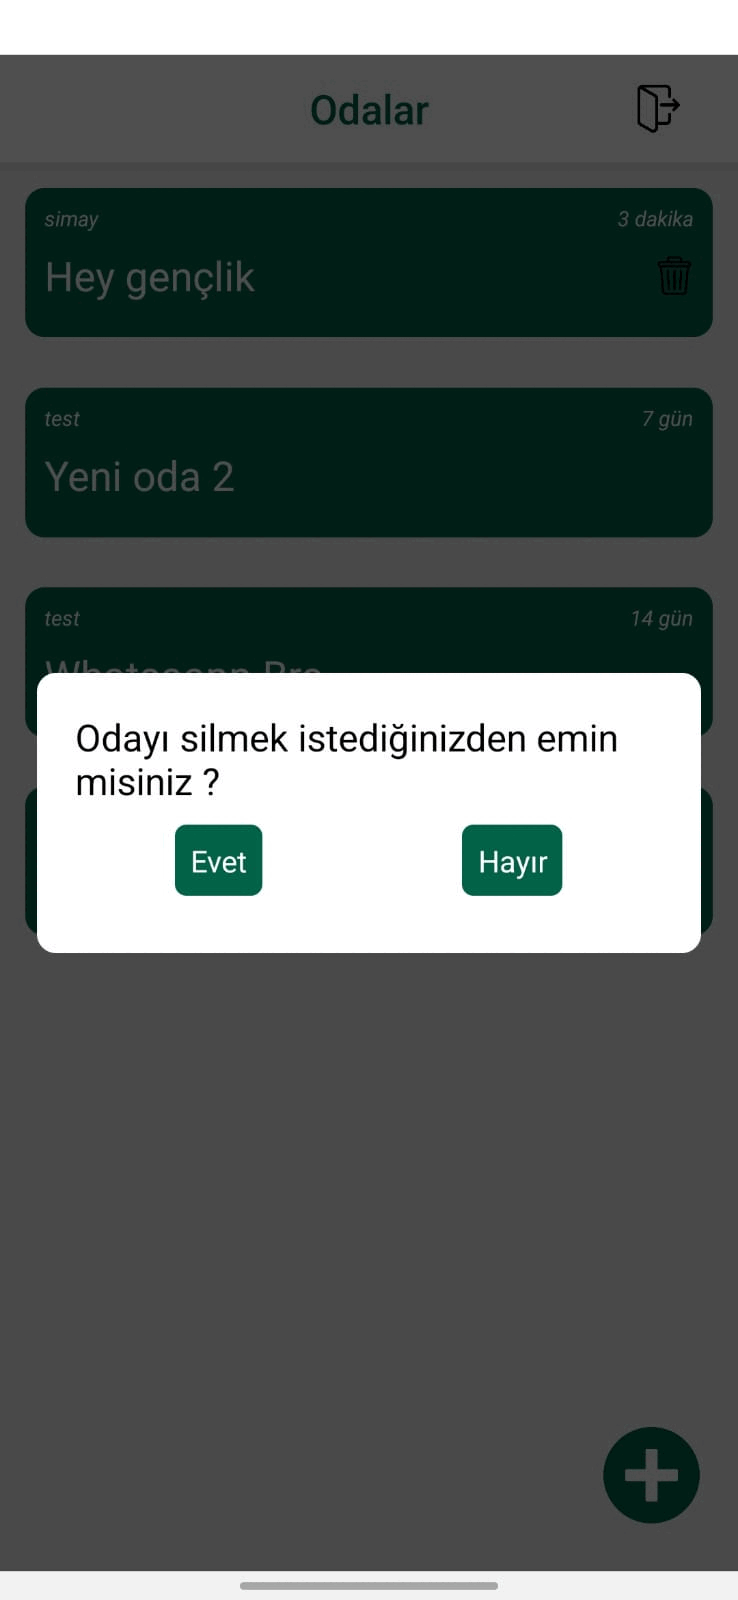 Odalar
simay
3 dakika
Hey gençlik
test
7 gün
Yeni oda 2
test
14 gün
Odayı silmek istediğinizden emin
misiniz ?
Evet
Hayır